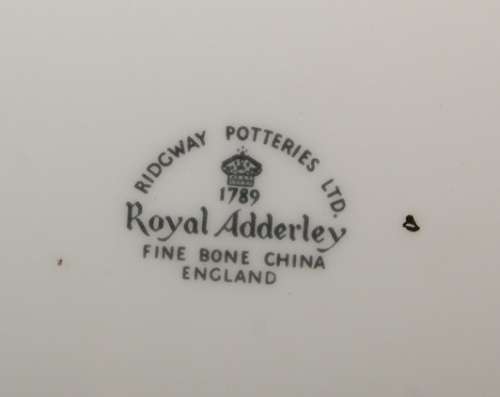 RIDGWAY POTTERIES LTD.
1789
Royal Adderley
FINE BONE CHINA
ENGLAND